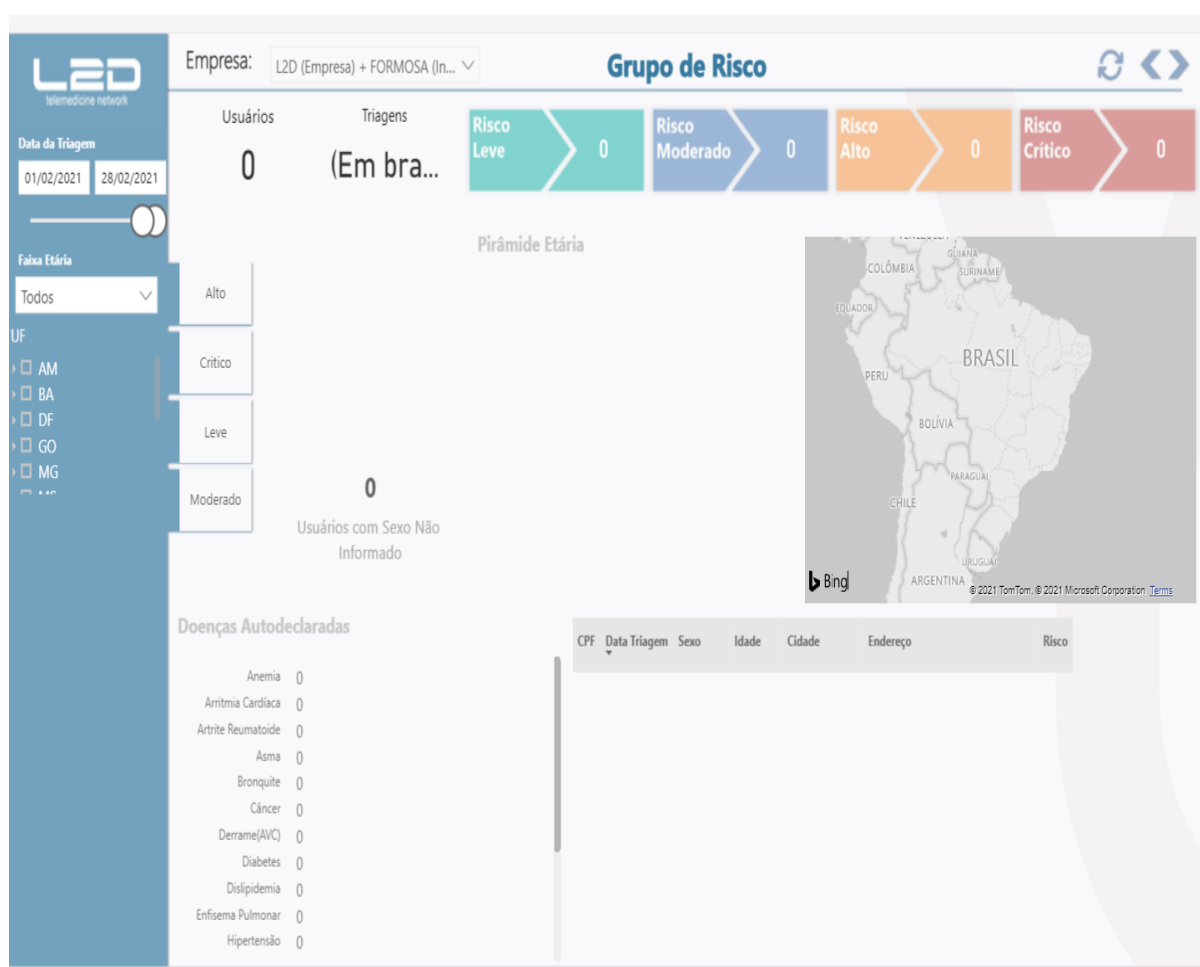 L2D
telemedicine network
Data da Triagem
01/02/2021 28/02/2021
Faixa Etária
Todos
UF
AM
BA
DF
GO
MG
Empresa: L2D (Empresa) + FORMOSA (In...
Grupo de Risco
Usuários
0
Triagens
(Em bra...
Risco
Leve 0
Risco
Moderado 0
Risco
Alto 0
Risco
Crítico 0
Alto
Critico
Leve
Moderado
Pirâmide Etária
0
Usuários com Sexo Não
Informado
GUIANA
COLÔMBIA
SURINAME
EQUADOR
BRASIL
PERU
BOLÍVIA
PARAGUAI
CHILE
URUGUAI
ARGENTINA
Bing
© 2021 TomTom, © 2021 Microsoft Corporation Terms
Doenças Autodeclaradas
Anemia 0
Arritmia Cardíaca 0
Artrite Reumatoide 0
Asma 0
Bronquite 0
Câncer 0
Derrame(AVC) 0
Diabetes 0
Dislipidemia 0
Enfisema Pulmonar 0
Hipertensão 0
CPF Data Triagem Sexo Idade Cidade Endereço Risco